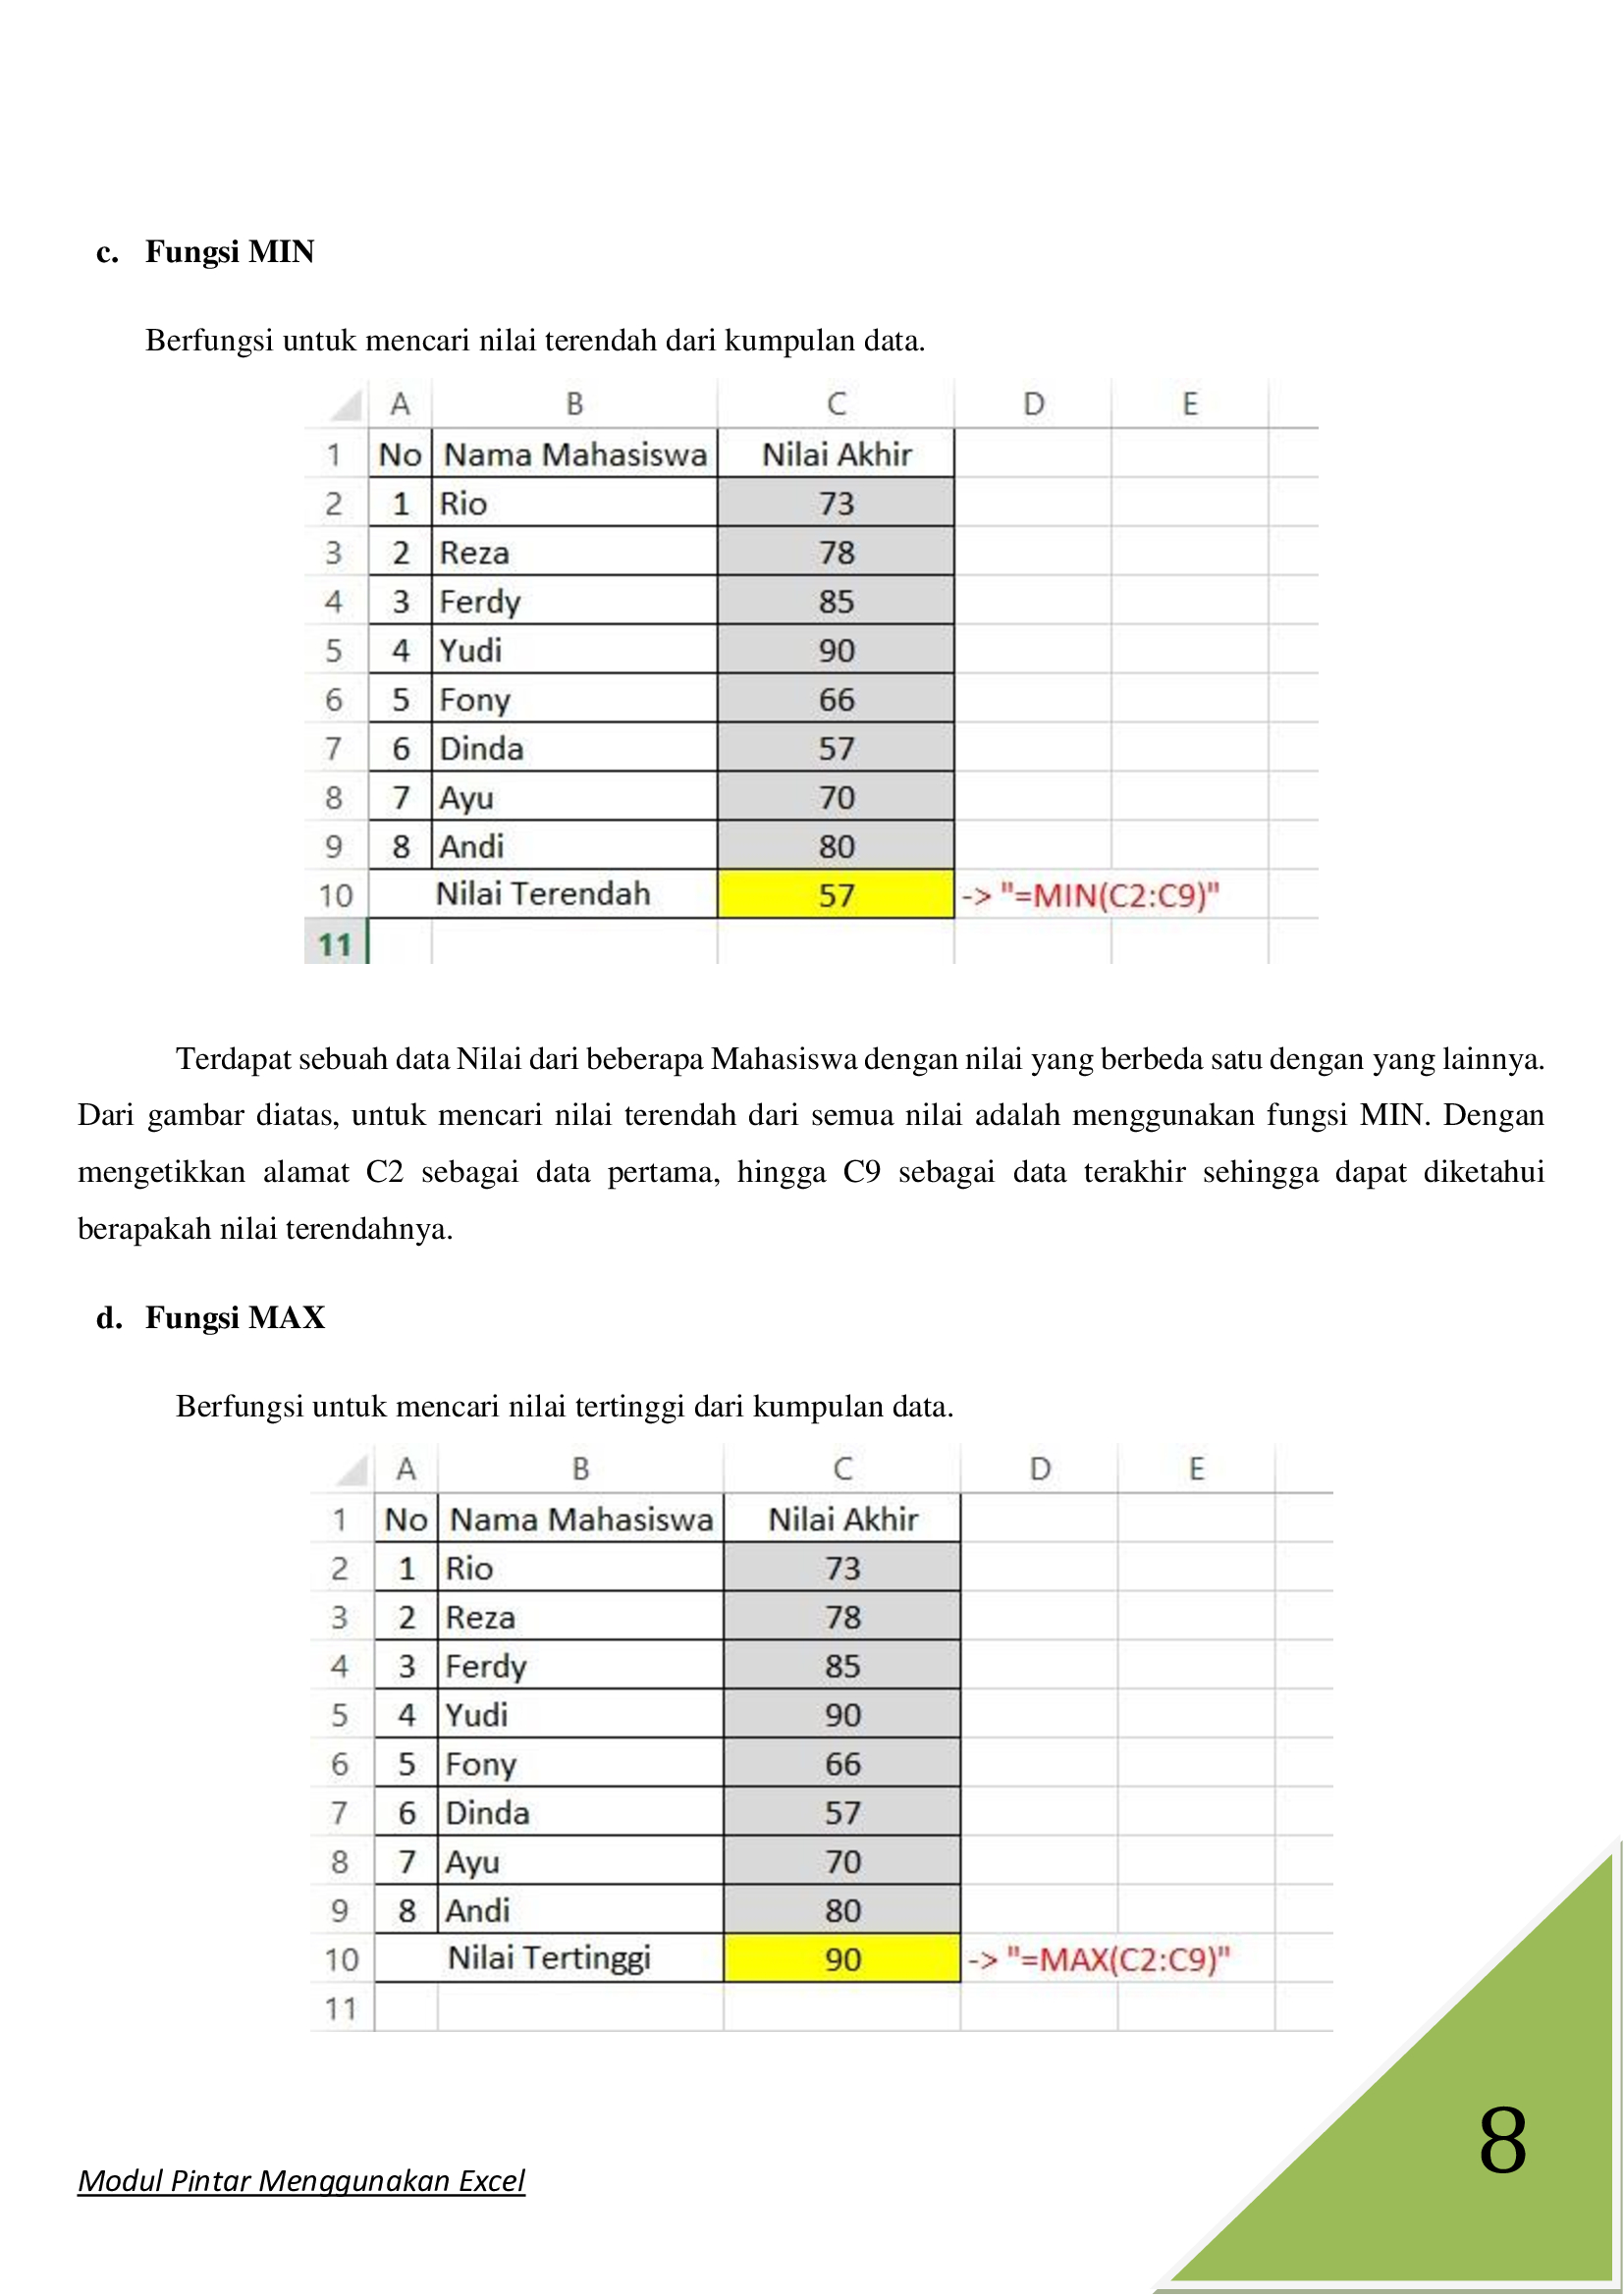 c. Fungsi MIN
Berfungsi untuk mencari nilai terendah dari kumpulan data.
A B C D E
1 No Nama Mahasiswa Nilai Akhir
2 1 Rio 73
3 2 Reza 78
4 3 Ferdy 85
5 4 Yudi 90
6 5 Fony 66
7 6 Dinda 57
8 7 Ayu 70
9 8 Andi 80
10 Nilai Terendah 57 -> "=MIN(C2:C9)"
11
Terdapat sebuah data Nilai dari beberapa Mahasiswa dengan nilai yang berbeda satu dengan yang lainnya.
Dari gambar diatas, untuk mencari nilai terendah dari semua nilai adalah menggunakan fungsi MIN. Dengan
mengetikkan alamat C2 sebagai data pertama, hingga C9 sebagai data terakhir sehingga dapat diketahui
berapakah nilai terendahnya.
d. Fungsi MAX
Berfungsi untuk mencari nilai tertinggi dari kumpulan data.
A B C D E
1 No Nama Mahasiswa Nilai Akhir
2 1 Rio 73
3 2 Reza 78
4 3 Ferdy 85
5 4 Yudi 90
6 5 Fony 66
7 6 Dinda 57
8 7 Ayu 70
9 8 Andi 80
10 Nilai Tertinggi 90 -> "=MAX(C2:C9)"
11
8
Modul Pintar Menggunakan Excel